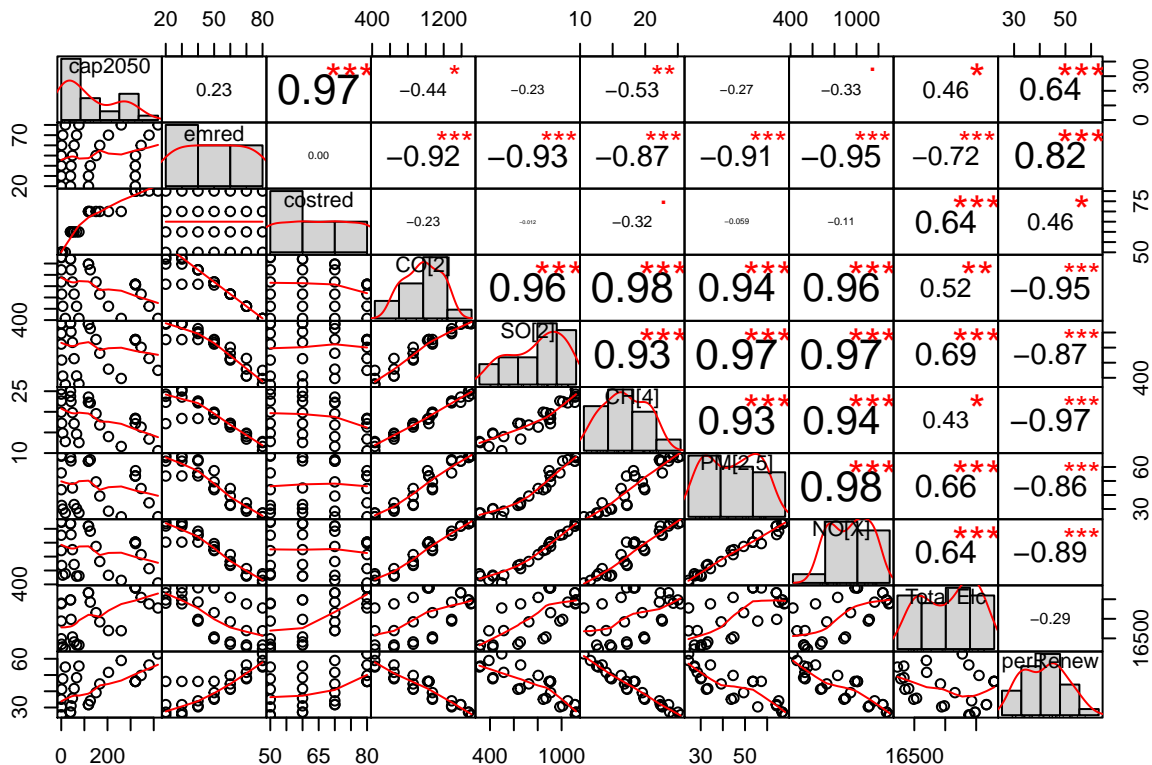 20 50 80 400 1200 10 20 400 1000 30 50
cap2050 0.23 0.97 *** −0.44 * −0.23 −0.53 ** −0.27 −0.33 . 0.46 * 0.64 *** 0 300
20 70 emred 0.00 −0.92 *** −0.93 *** −0.87 *** −0.91 *** −0.95 *** −0.72 *** 0.82 ***
costred −0.23 −0.012 −0.32 . −0.059 −0.11 0.64 *** 0.46 * 50 75
400 CO[2] 0.96 *** 0.98 *** 0.94 *** 0.96 *** 0.52 ** −0.95 ***
SO[2] 0.93 *** 0.97 *** 0.97 *** 0.69 *** −0.87 *** 400
10 25 CH[4] 0.93 *** 0.94 *** 0.43 * −0.97 ***
PM[2.5] 0.98 *** 0.66 *** −0.86 *** 30 60
400 NO[X] 0.64 *** −0.89 ***
Total Elc −0.29 16500
30 60 perRenew
0 200 50 65 80 400 1000 30 50 16500